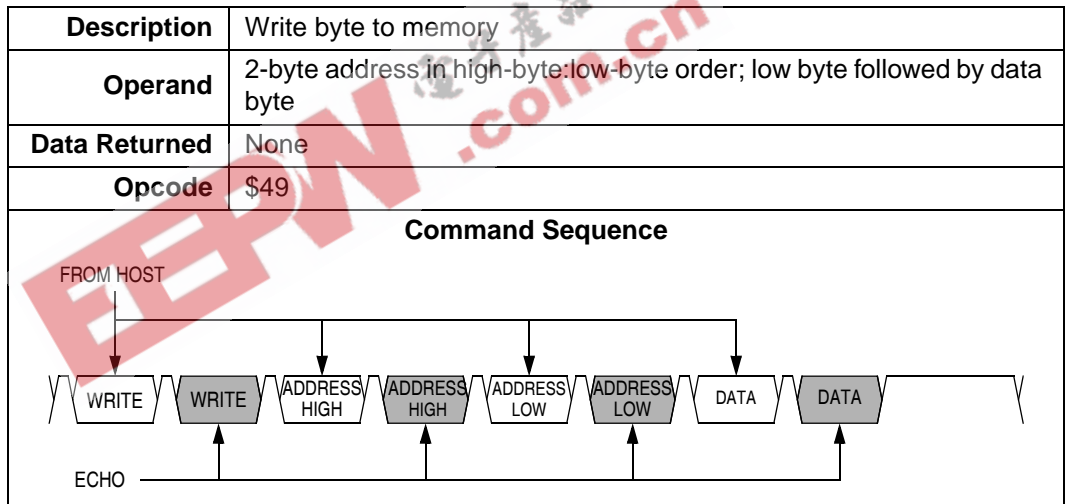 Description Write byte to memory
Operand 2-byte address in high-byte:low-byte order; low byte followed by data
byte
Data Returned None
Opcode $49
Command Sequence
FROM HOST
WRITE WRITE ADDRESS HIGH ADDRESS HIGH ADDRESS LOW ADDRESS LOW DATA DATA
ECHO
EEPW .com.cn